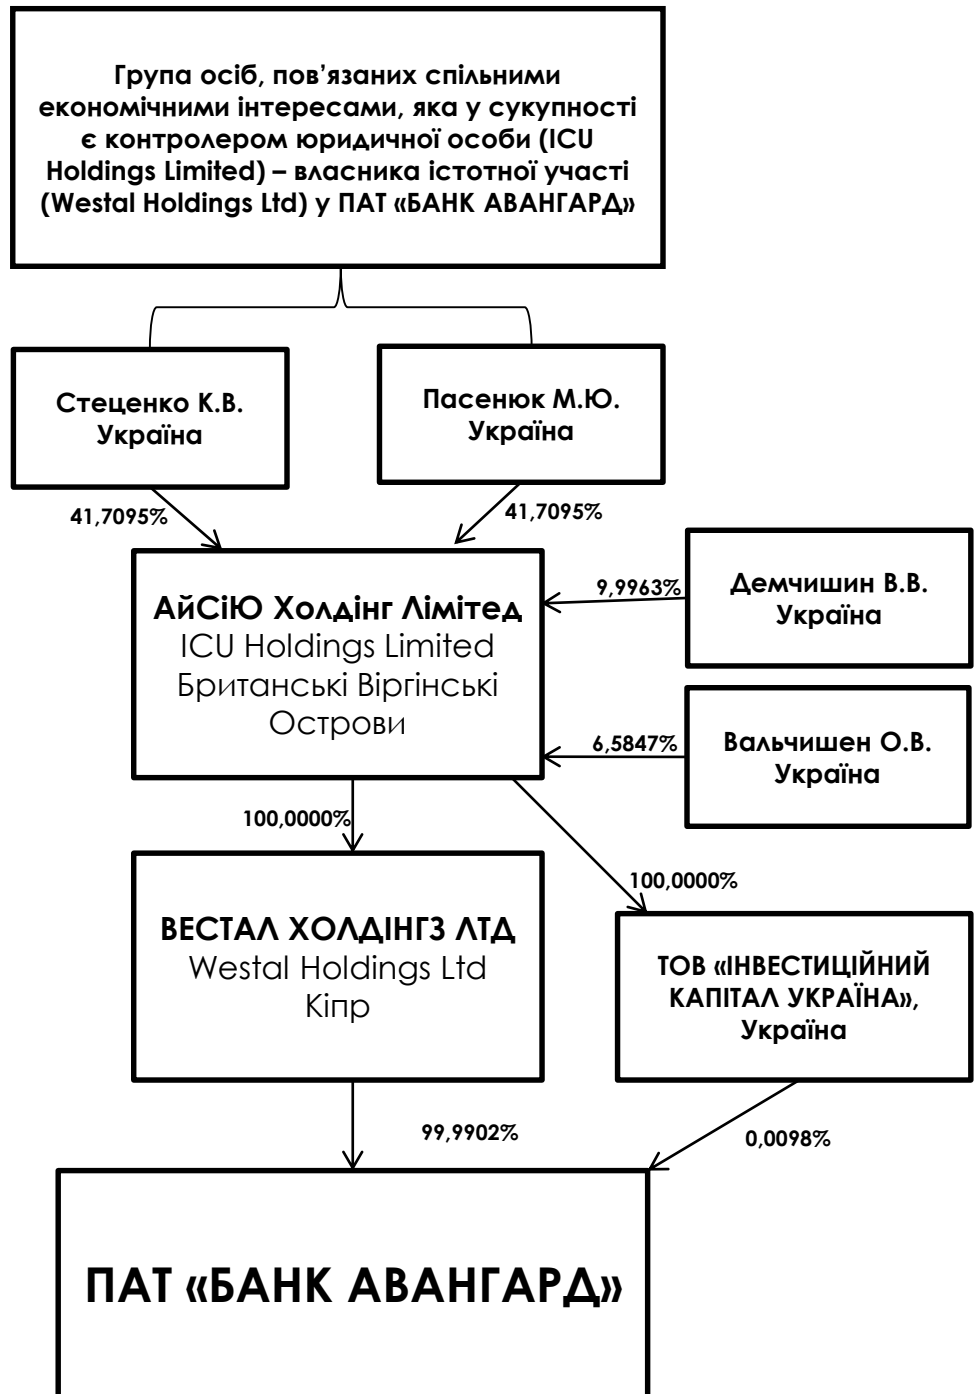 Група осіб, пов’язаних спільними
економічними інтересами, яка у сукупності
є контролером юридичної особи (ICU
Holdings Limited) – власника істотної участі
(Westal Holdings Ltd) у ПАТ «БАНК АВАНГАРД»
Стеценко К.В.
Україна
Пасенюк М.Ю.
Україна
41,7095%
41,7095%
АйСіЮ Холдінг Лімітед
ICU Holdings Limited
Британські Віргінські
Острови
9,9963%
Демчишин В.В.
Україна
6,5847%
Вальчишен О.В.
Україна
100,0000%
100,0000%
ВЕСТАЛ ХОЛДІНГЗ ЛТД
Westal Holdings Ltd
Кіпр
ТОВ «ІНВЕСТИЦІЙНИЙ
КАПІТАЛ УКРАЇНА»,
Україна
99,9902%
0,0098%
ПАТ «БАНК АВАНГАРД»